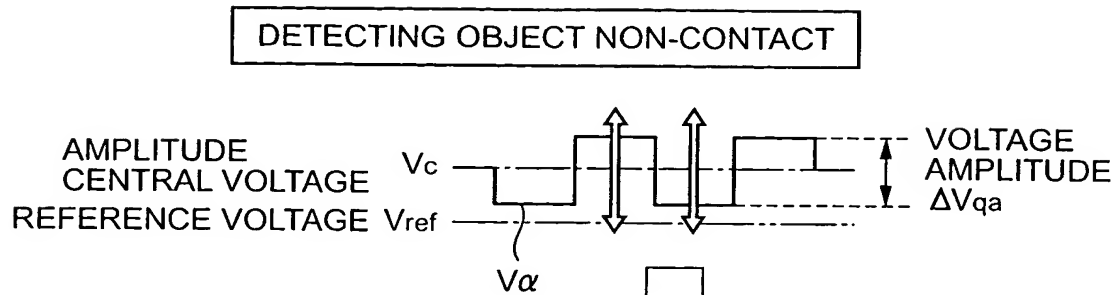 DETECTING OBJECT NON-CONTACT
AMPLITUDE
CENTRAL VOLTAGE Vc
REFERENCE VOLTAGE Vref
Vα
VOLTAGE
AMPLITUDE
ΔVqa